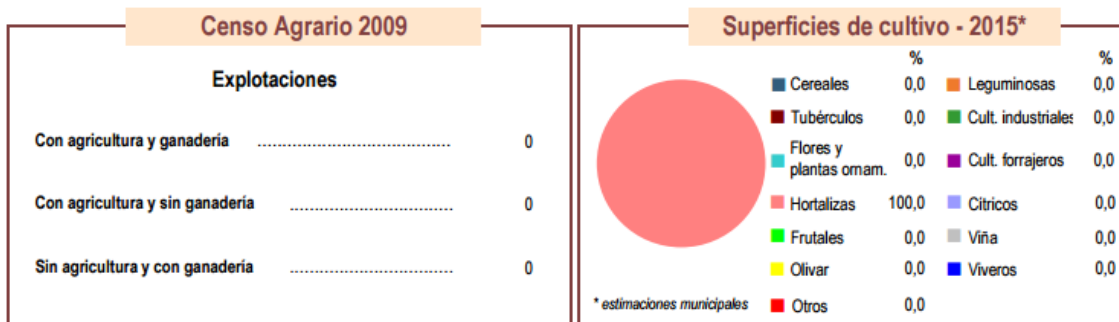 Censo Agrario 2009
Explotaciones
Con agricultura y ganadería ........................................ 0
Con agricultura y sin ganadería .................................. 0
Sin agricultura y con ganadería .................................. 0
Superficies de cultivo - 2015*
% %
Cereales 0,0 Leguminosas 0,0
Tubérculos 0,0 Cult. industriales 0,0
Flores y
plantas ornam. 0,0 Cult. forrajeros 0,0
Hortalizas 100,0 Cítricos 0,0
Frutales 0,0 Viña 0,0
Olivar 0,0 Viveros 0,0
* estimaciones municipales Otros 0,0